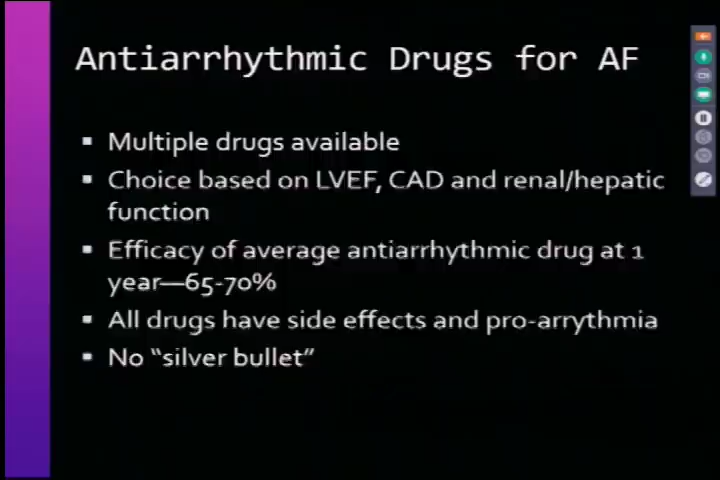 Antiarrhythmic Drugs for AF
▪ Multiple drugs available
▪ Choice based on LVEF, CAD and renal/hepatic
function
▪ Efficacy of average antiarrhythmic drug at 1
year—65-70%
▪ All drugs have side effects and pro-arrythmia
▪ No “silver bullet”